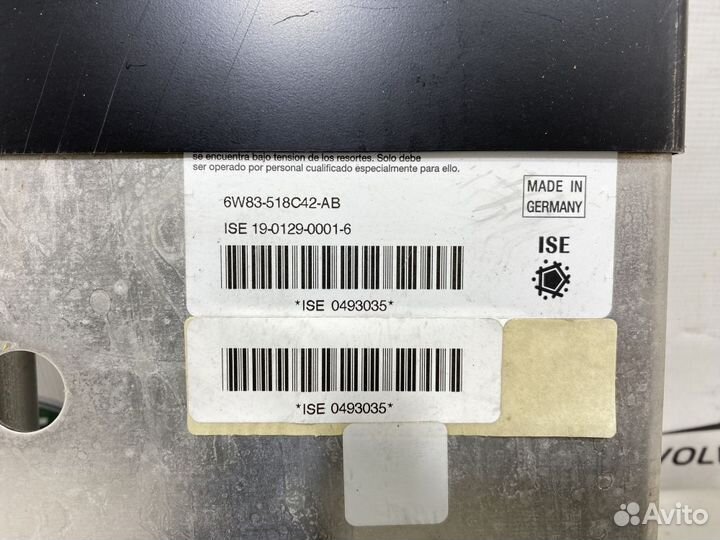 se encuentra bajo tension de los resortes. Solo debe
ser operado por personal cualificado especialmente para ello.
6W83-518C42-AB
ISE 19-0129-0001-6
MADE IN
GERMANY
ISE
*ISE 0493035*
*ISE 0493035*
VOLV
Avito